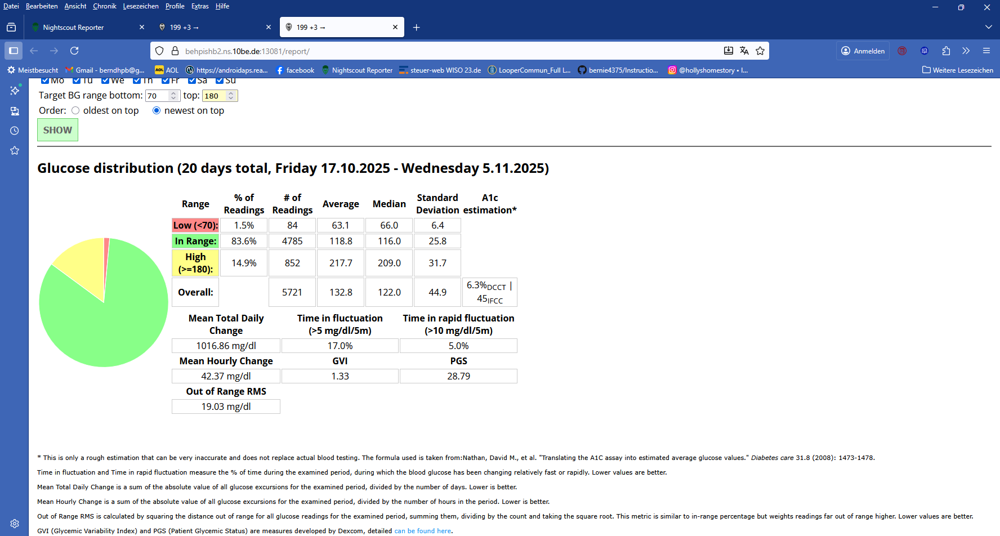 Datei Bearbeiten Ansicht Chronik Lesezeichen Profile Extras Hilfe
Nightscout Reporter 199 +3 → 199 +3 →
behpishb2.ns.10be.de:13081/report/ Anmelden
Meistbesucht Gmail - berndhpb@g... AOL https://androidaps.rea... facebook Nightscout Reporter steuer-web WISO 23.de LooperCommun_Full L... bernie4375/Instructio... @hollyshomestory • I... Weitere Lesezeichen
Mo Tu We Th Fr Sa Su
Target BG range bottom: 70 top: 180
Order: oldest on top newest on top
SHOW
Glucose distribution (20 days total, Friday 17.10.2025 - Wednesday 5.11.2025)
Range % of Readings # of Readings Average Median Standard Deviation A1c estimation*
Low (<70): 1.5% 84 63.1 66.0 6.4
In Range: 83.6% 4785 118.8 116.0 25.8
High (>=180): 14.9% 852 217.7 209.0 31.7
Overall: 5721 132.8 122.0 44.9 6.3%DCCT | 45IFCC
Mean Total Daily Change Time in fluctuation (>5 mg/dl/5m) Time in rapid fluctuation (>10 mg/dl/5m)
1016.86 mg/dl 17.0% 5.0%
Mean Hourly Change GVI PGS
42.37 mg/dl 1.33 28.79
Out of Range RMS
19.03 mg/dl
* This is only a rough estimation that can be very inaccurate and does not replace actual blood testing. The formula used is taken from:Nathan, David M., et al. "Translating the A1C assay into estimated average glucose values." Diabetes care 31.8 (2008): 1473-1478.
Time in fluctuation and Time in rapid fluctuation measure the % of time during the examined period, during which the blood glucose has been changing relatively fast or rapidly. Lower values are better.
Mean Total Daily Change is a sum of the absolute value of all glucose excursions for the examined period, divided by the number of days. Lower is better.
Mean Hourly Change is a sum of the absolute value of all glucose excursions for the examined period, divided by the number of hours in the period. Lower is better.
Out of Range RMS is calculated by squaring the distance out of range for all glucose readings for the examined period, summing them, dividing by the count and taking the square root. This metric is similar to in-range percentage but weights readings far out of range higher. Lower values are better.
GVI (Glycemic Variability Index) and PGS (Patient Glycemic Status) are measures developed by Dexcom, detailed can be found here.